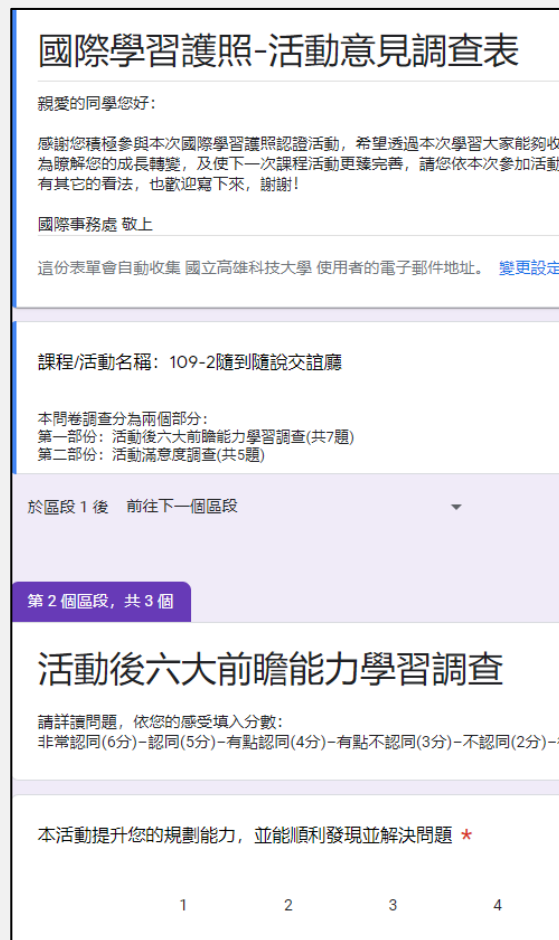 國際學習護照-活動意見調查表
親愛的同學您好：
感謝您積極參與本次國際學習護照認證活動，希望透過本次學習大家能夠收
為瞭解您的成長轉變，及使下一次課程活動更臻完善，請您依本次參加活動
有其它的看法，也歡迎寫下來，謝謝！
國際事務處 敬上
這份表單會自動收集 國立高雄科技大學 使用者的電子郵件地址。 變更設定
課程/活動名稱：109-2隨到隨說交誼廳
本問卷調查分為兩個部分：
第一部份：活動後六大前瞻能力學習調查(共7題)
第二部份：活動滿意度調查(共5題)
於區段 1 後 前往下一個區段
第 2 個區段，共 3 個
活動後六大前瞻能力學習調查
請詳讀問題，依您的感受填入分數：
非常認同(6分)–認同(5分)–有點認同(4分)–有點不認同(3分)–不認同(2分)–
本活動提升您的規劃能力，並能順利發現並解決問題 *
1 2 3 4